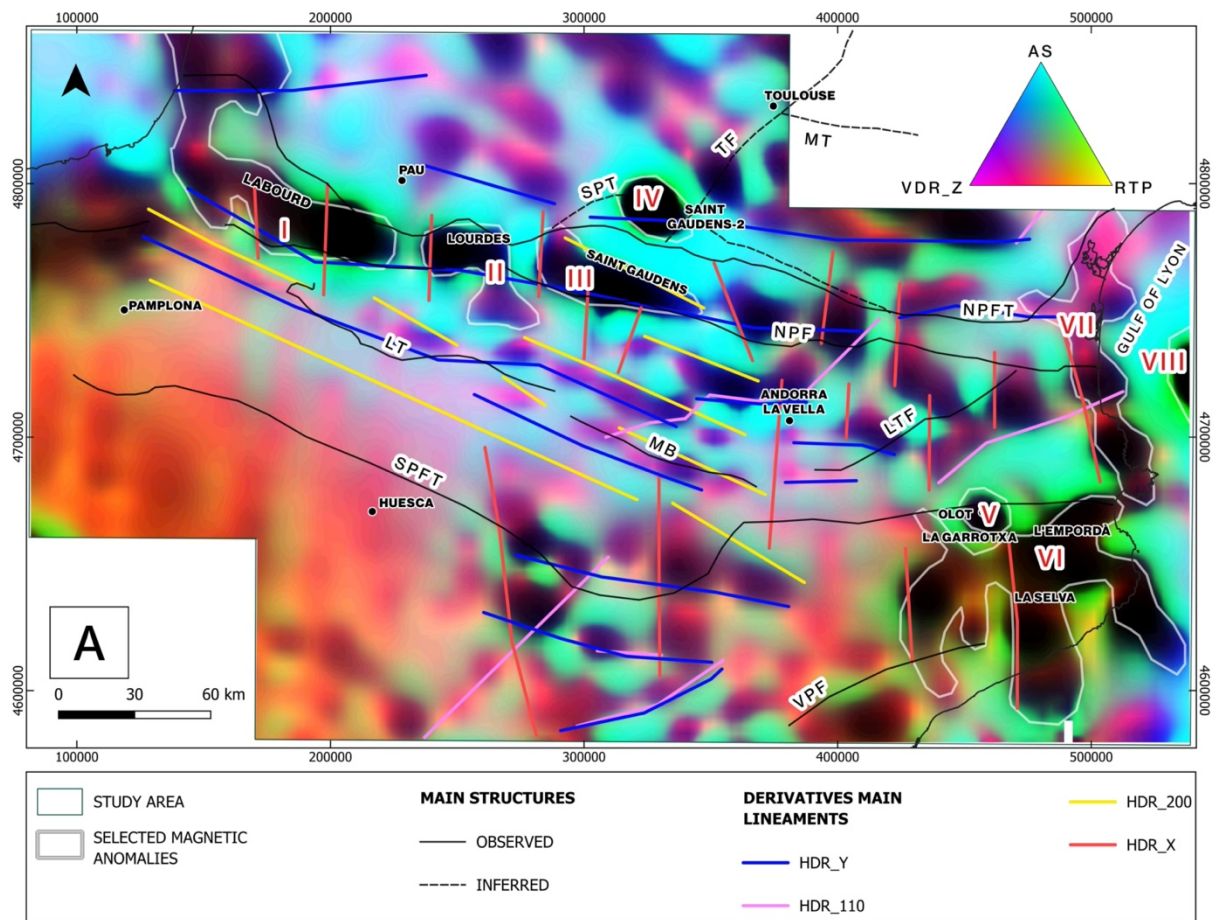 100000 200000 300000 400000 500000
AS
VDR_Z
RTP
TOULOUSE
TF
MT
4800000
4800000
PAU
SPT
IV
SAINT
GAUDENS-2
LABOURD
I
LOURDES
II
SAINT GAUDENS
III
PAMPLONA
NPF
NPFT
GULF OF LYON
VII
VIII
LT
ANDORRA
LA VELLA
LTF
4700000
4700000
MB
SPFT
HUESCA
OLOT
V
LA GARROTXA
L'EMPORDÀ
VI
LA SELVA
VPF
4600000
4600000
A
0 30 60 km
100000 200000 300000 400000 500000
STUDY AREA
SELECTED MAGNETIC
ANOMALIES
MAIN STRUCTURES
OBSERVED
INFERRED
DERIVATIVES MAIN
LINEAMENTS
HDR_Y
HDR_110
HDR_200
HDR_X